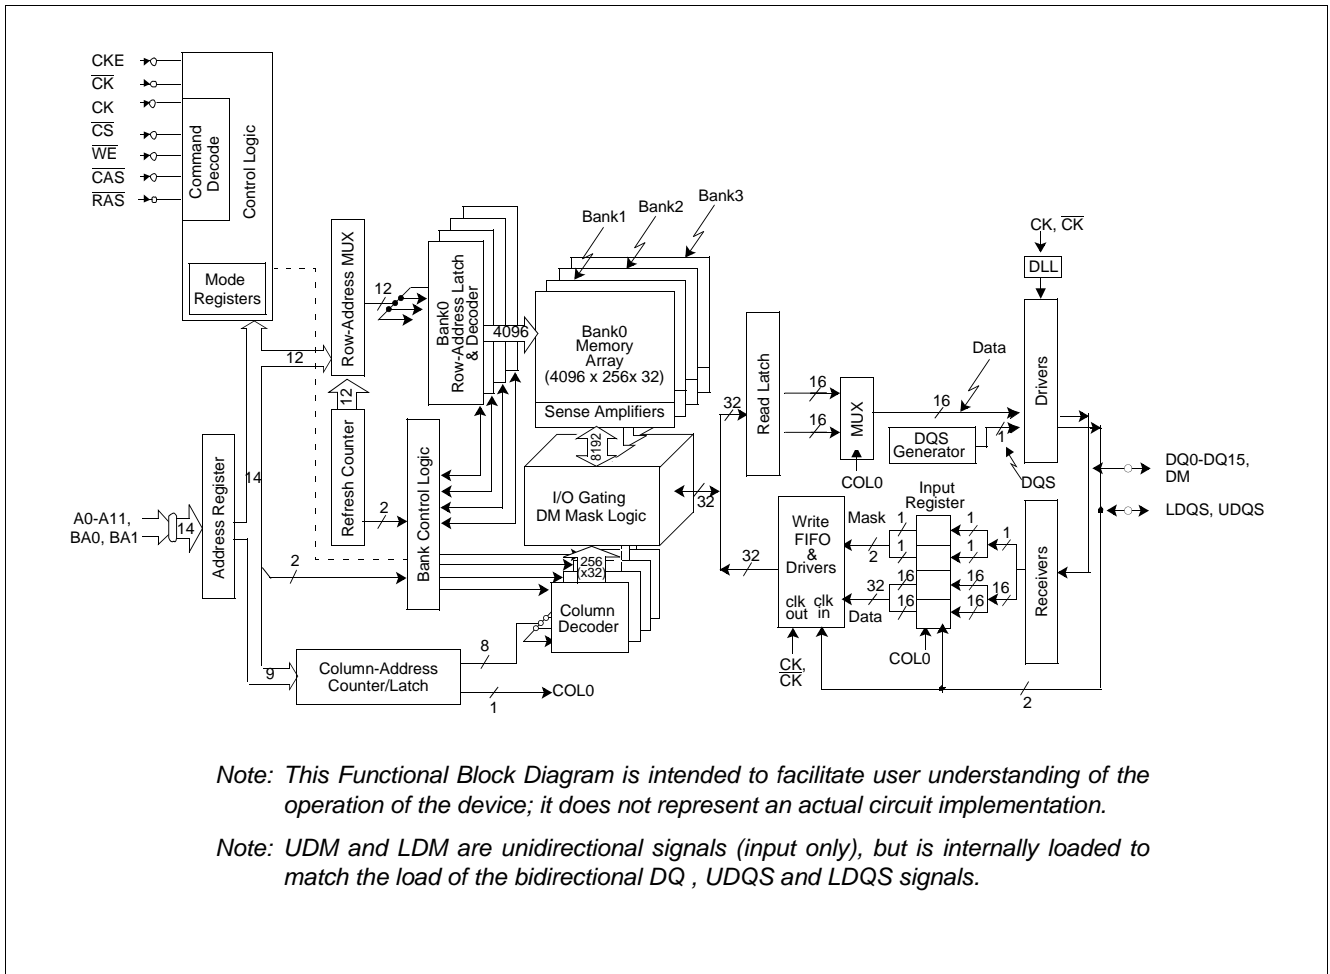 CKE
CK
CK
CS
WE
CAS
RAS
Command
Decode
Control Logic
Mode
Registers
Row-Address MUX
12
12
12
Refresh Counter
2
Bank0
Row-Address Latch
& Decoder
4096
Bank1
Bank2
Bank3
Bank0
Memory
Array
(4096 x 256x 32)
Sense Amplifiers
8192
I/O Gating
DM Mask Logic
Bank Control Logic
256
(x32)
Column
Decoder
A0-A11,
BA0, BA1
14
Address Register
14
2
9
Column-Address
Counter/Latch
8
1
COL0
32
32
32
Read Latch
16
16
MUX
COL0
16
Data
DQS
Generator
1
DQS
CK, CK
DLL
Drivers
DQ0-DQ15,
DM
LDQS, UDQS
Write
FIFO
&
Drivers
clk
out
clk
in
CK,
CK
Mask
2
32
Data
Input
Register
1
1
16
16
1
1
16
16
1
16
COL0
Receivers
2
Note: This Functional Block Diagram is intended to facilitate user understanding of the
operation of the device; it does not represent an actual circuit implementation.
Note: UDM and LDM are unidirectional signals (input only), but is internally loaded to
match the load of the bidirectional DQ , UDQS and LDQS signals.